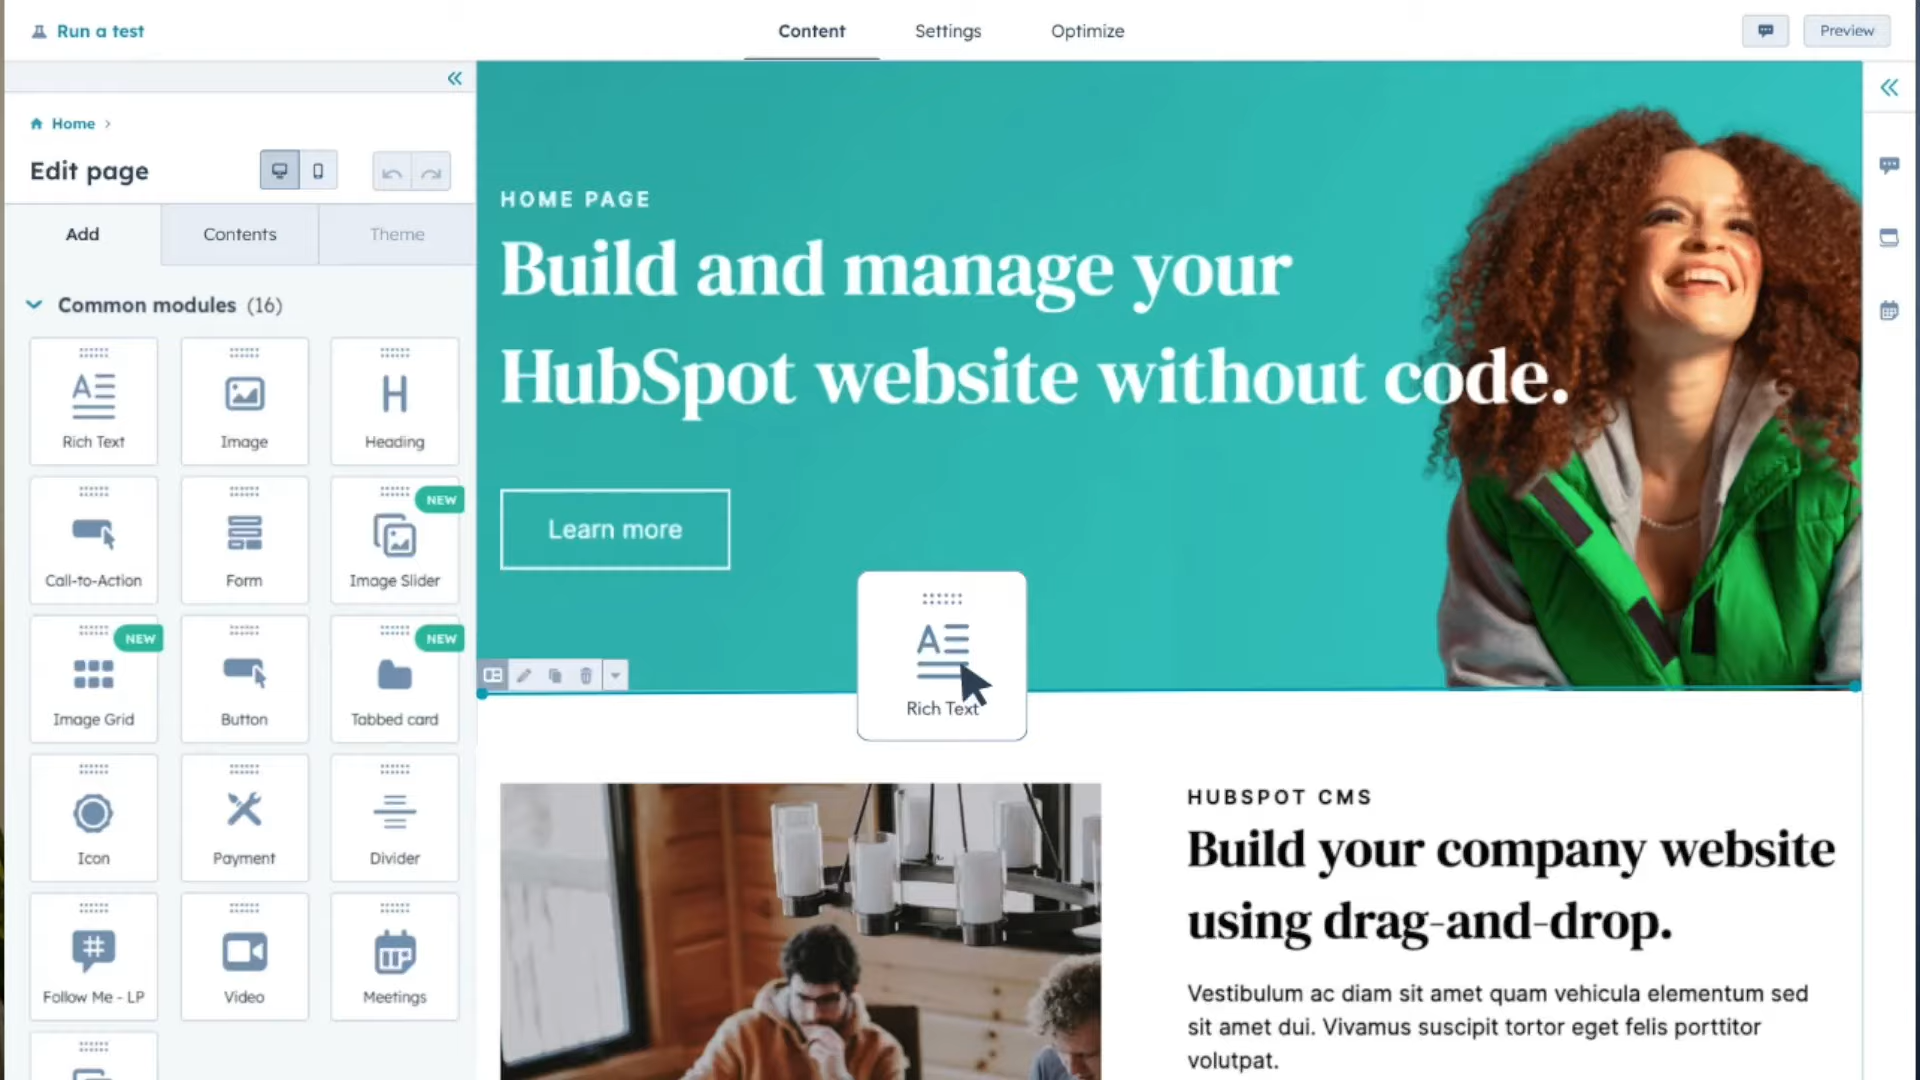 Run a test
Content
Settings
Optimize
Preview
Home
Edit page
Add
Contents
Theme
Common modules (16)
Rich Text
Image
Heading
Call-to-Action
Form
NEW
Image Slider
NEW
Image Grid
Button
NEW
Tabbed card
Icon
Payment
Divider
Follow Me - LP
Video
Meetings
HOME PAGE
Build and manage your
HubSpot website without code.
Learn more
Rich Text
HUBSPOT CMS
Build your company website
using drag-and-drop.
Vestibulum ac diam sit amet quam vehicula elementum sed
sit amet dui. Vivamus suscipit tortor eget felis porttitor
volutpat.